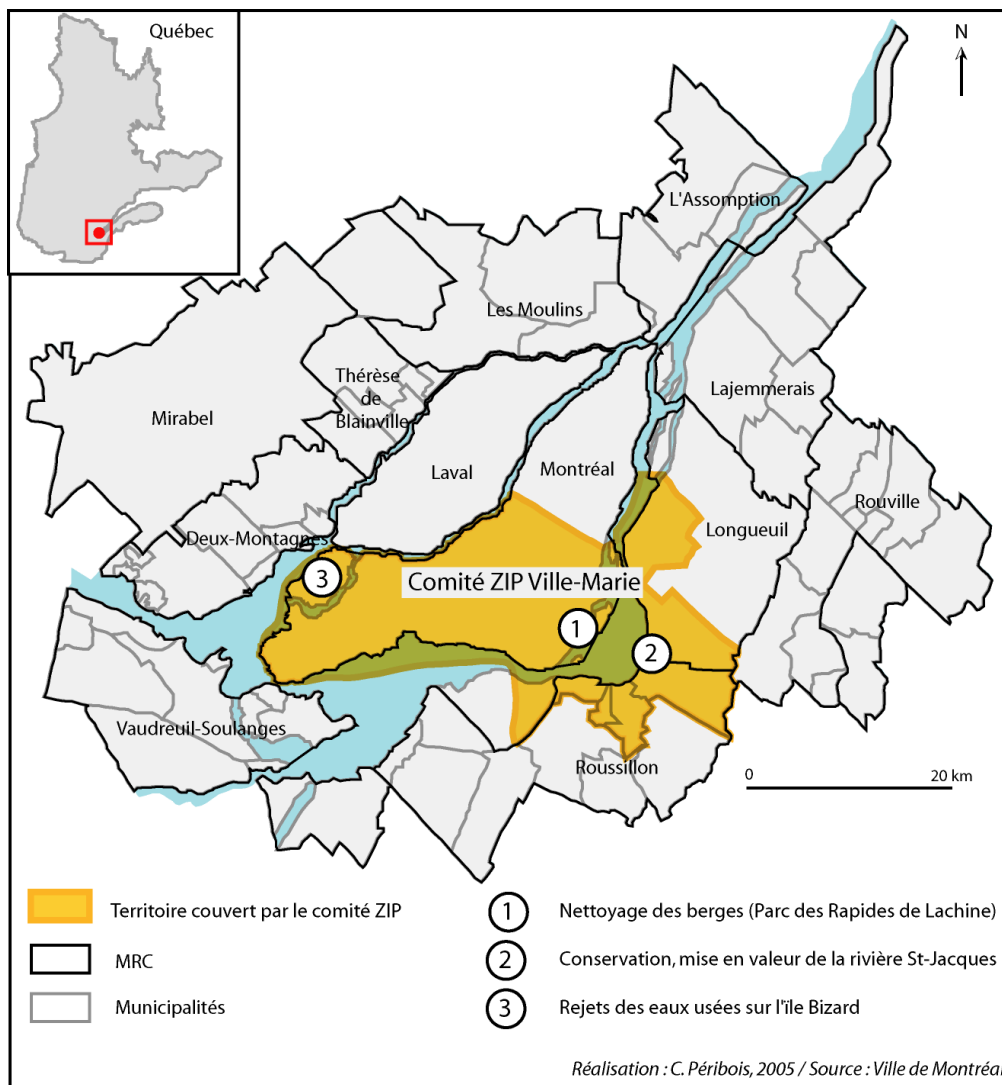 Québec
N
L'Assomption
Les Moulins
Thérèse
de
Blainville
Lajemmerais
Mirabel
Laval
Montréal
Rouville
Deux-Montagnes
Longueuil
3
Comité ZIP Ville-Marie
1
2
Vaudreuil-Soulanges
Roussillon
0 20 km
Territoire couvert par le comité ZIP
MRC
Municipalités
1 Nettoyage des berges (Parc des Rapides de Lachine)
2 Conservation, mise en valeur de la rivière St-Jacques
3 Rejets des eaux usées sur l'île Bizard
Réalisation : C. Péribois, 2005 / Source : Ville de Montréal